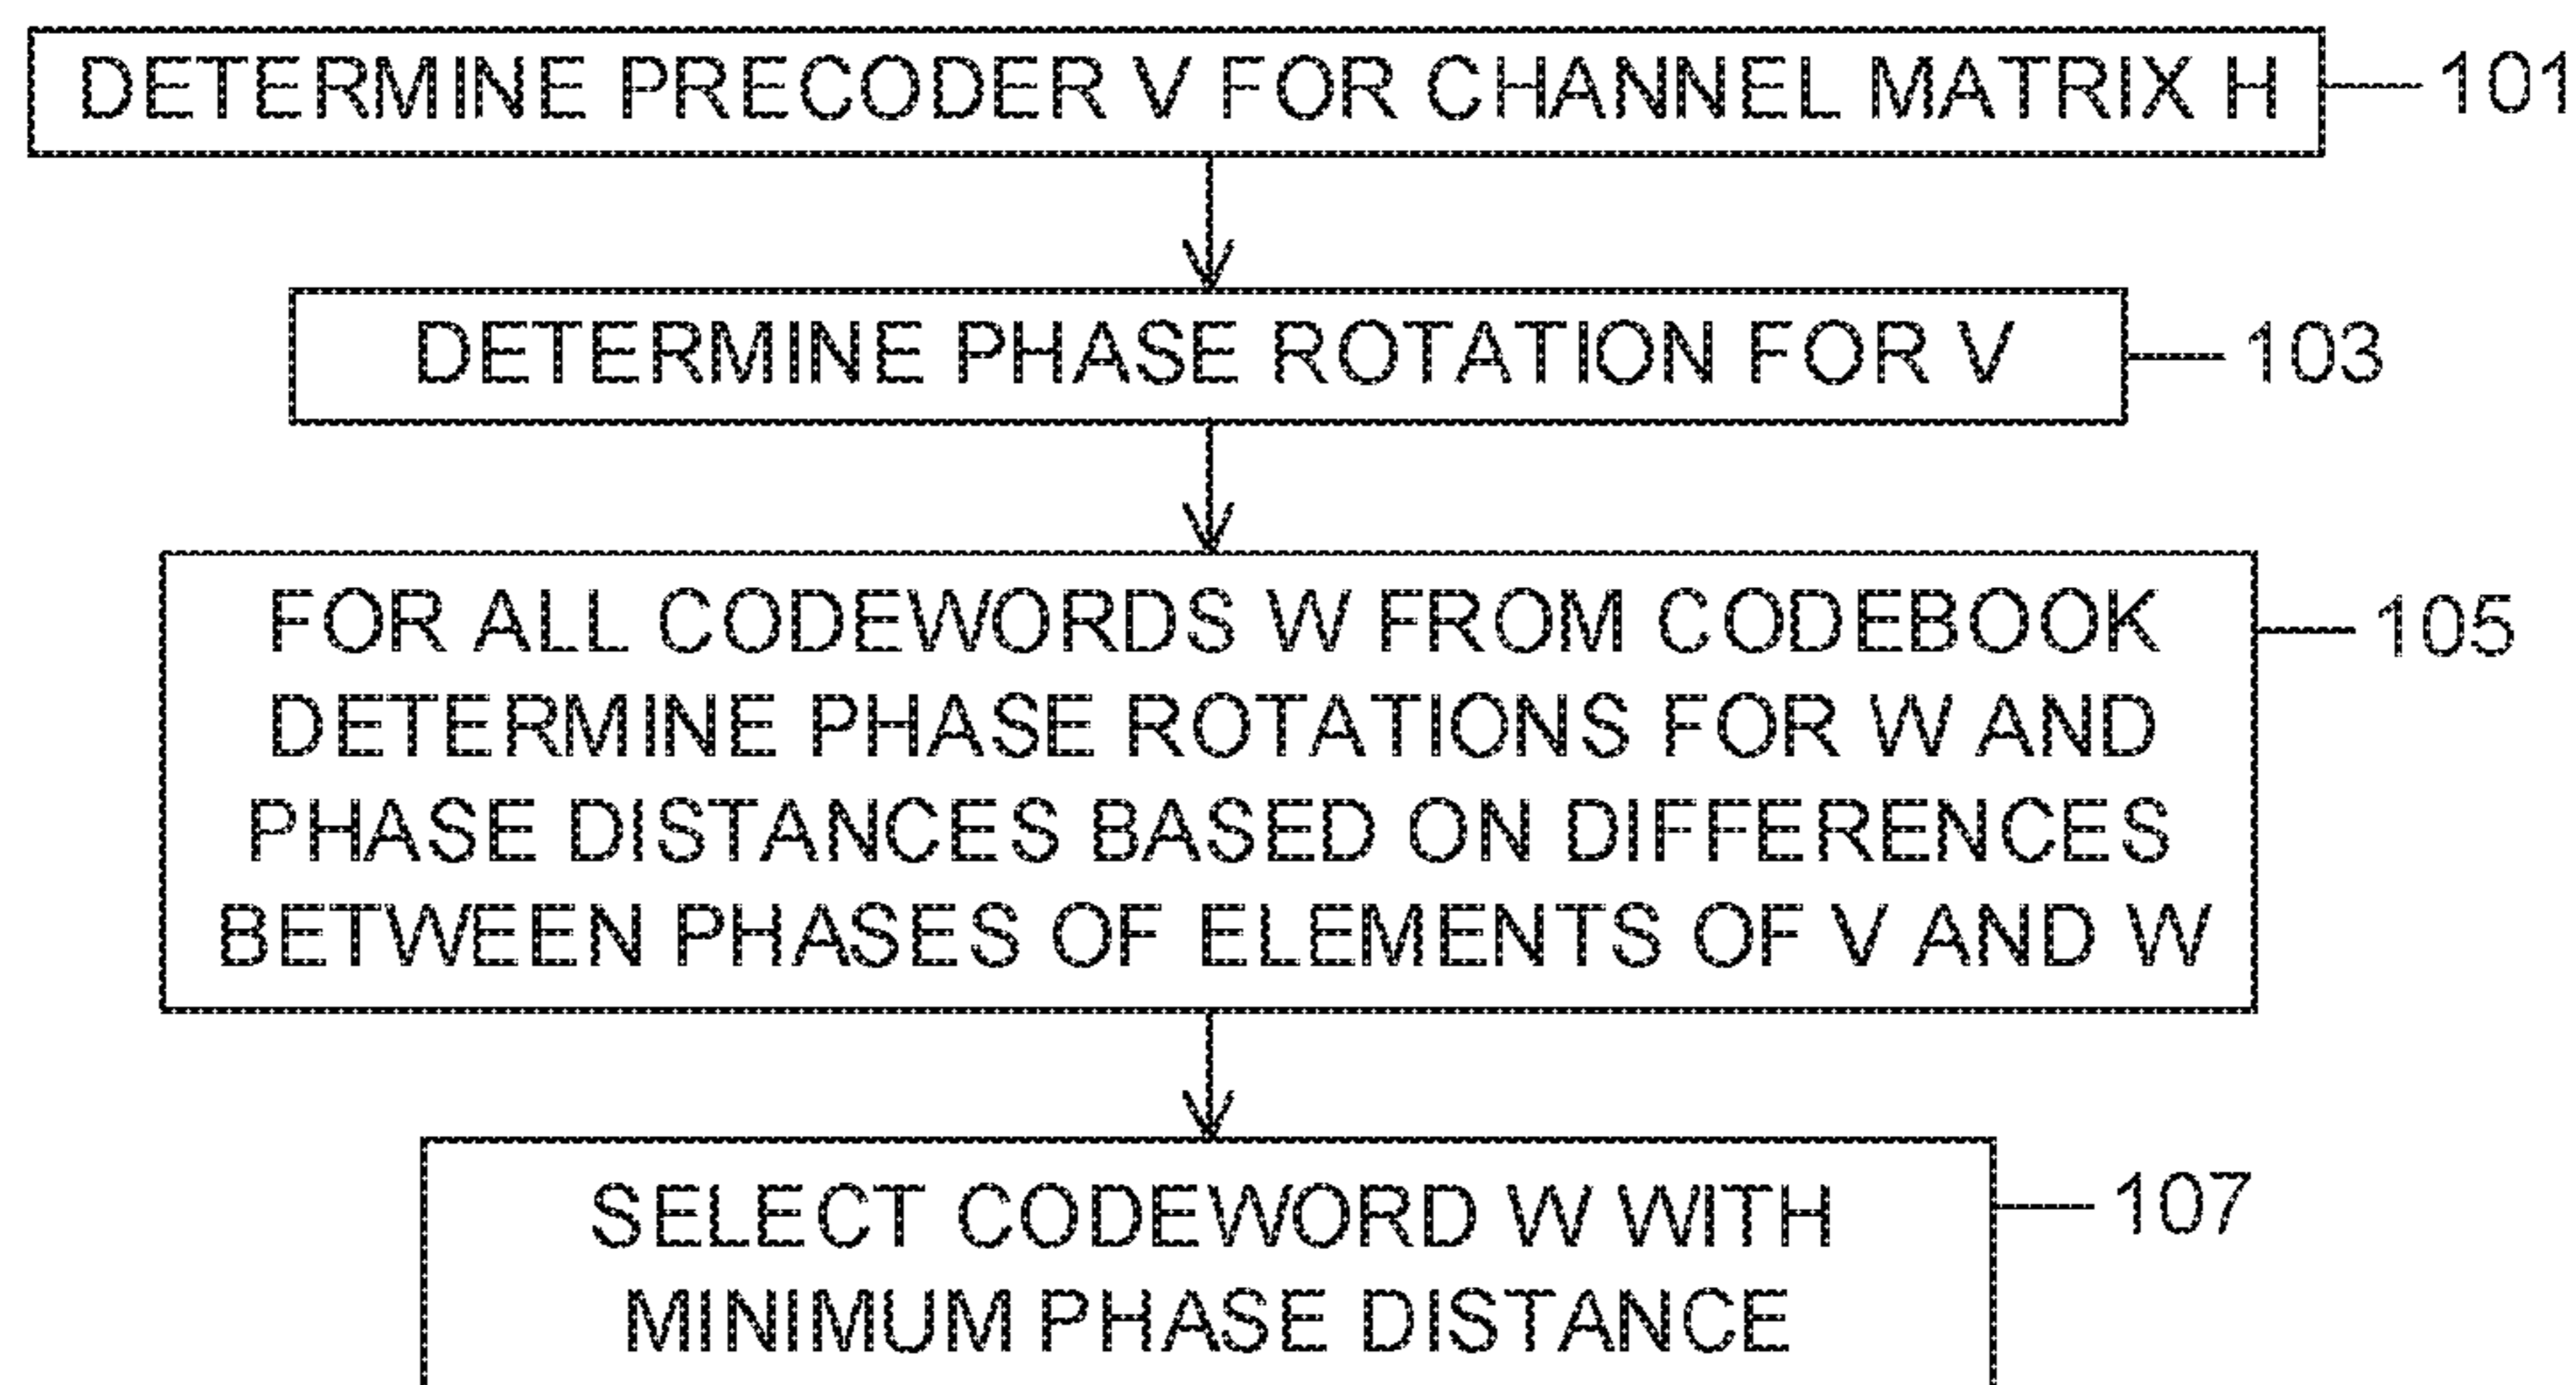 DETERMINE PRECODER V FOR CHANNEL MATRIX H 101
DETERMINE PHASE ROTATION FOR V 103
FOR ALL CODEWORDS W FROM CODEBOOK 105
DETERMINE PHASE ROTATIONS FOR W AND
PHASE DISTANCES BASED ON DIFFERENCES
BETWEEN PHASES OF ELEMENTS OF V AND W
SELECT CODEWORD W WITH 107
MINIMUM PHASE DISTANCE